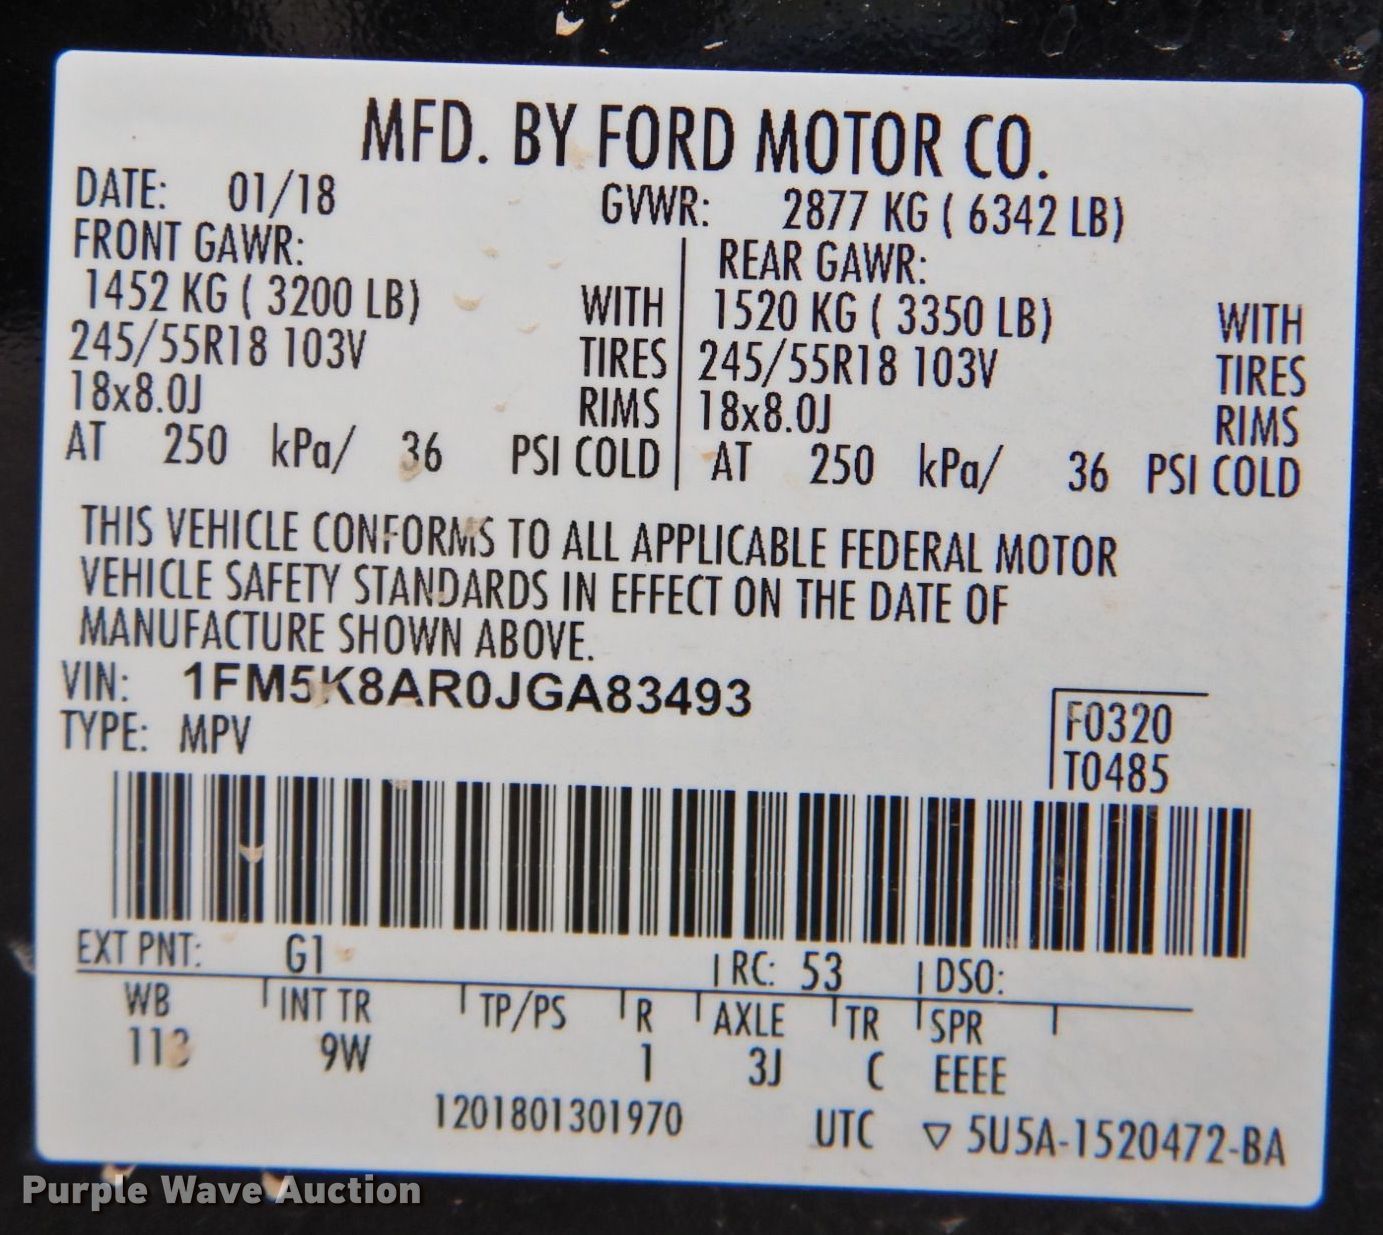 MFD. BY FORD MOTOR CO.
DATE: 01/18 GVWR: 2877 KG ( 6342 LB)
FRONT GAWR: REAR GAWR:
1452 KG ( 3200 LB) WITH 1520 KG ( 3350 LB) WITH
245/55R18 103V TIRES 245/55R18 103V TIRES
18x8.0J RIMS 18x8.0J RIMS
AT 250 kPa/ 36 PSI COLD AT 250 kPa/ 36 PSI COLD
THIS VEHICLE CONFORMS TO ALL APPLICABLE FEDERAL MOTOR
VEHICLE SAFETY STANDARDS IN EFFECT ON THE DATE OF
MANUFACTURE SHOWN ABOVE.
VIN: 1FM5K8AR0JGA83493
TYPE: MPV
F0320
T0485
EXT PNT: G1 RC: 53 DSO:
WB INT TR TP/PS R AXLE TR SPR
113 9W 1 3J C EEEE
1201801301970 UTC ▽ 5U5A-1520472-BA
Purple Wave Auction